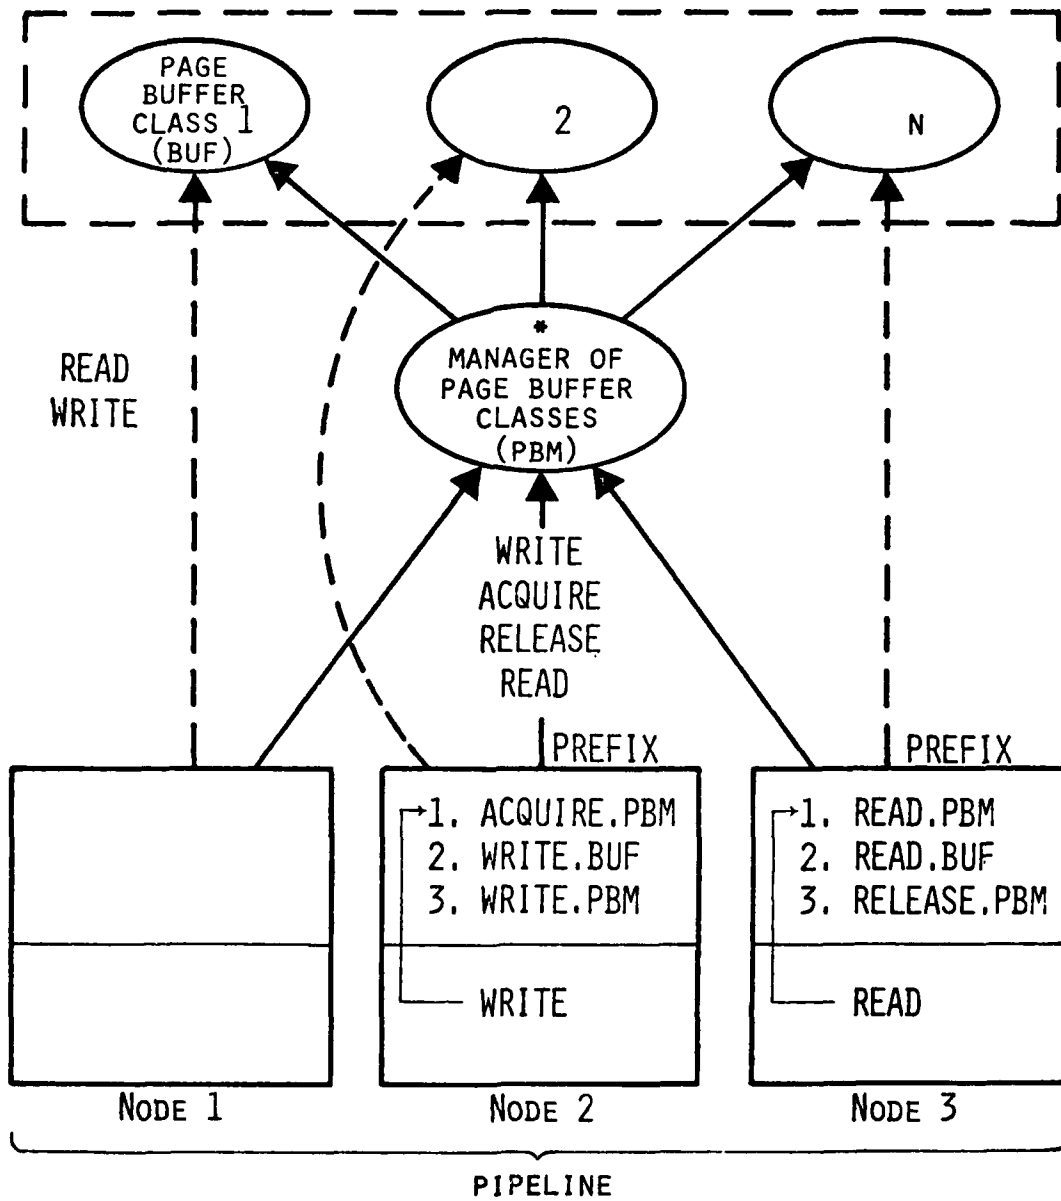 PAGE
BUFFER
CLASS 1
(BUF)
2
N
*
MANAGER OF
PAGE BUFFER
CLASSES
(PBM)
READ
WRITE
WRITE
ACQUIRE
RELEASE
READ
PREFIX
PREFIX
1. ACQUIRE.PBM
2. WRITE.BUF
3. WRITE.PBM
WRITE
1. READ.PBM
2. READ.BUF
3. RELEASE.PBM
READ
NODE 1
NODE 2
NODE 3
PIPELINE